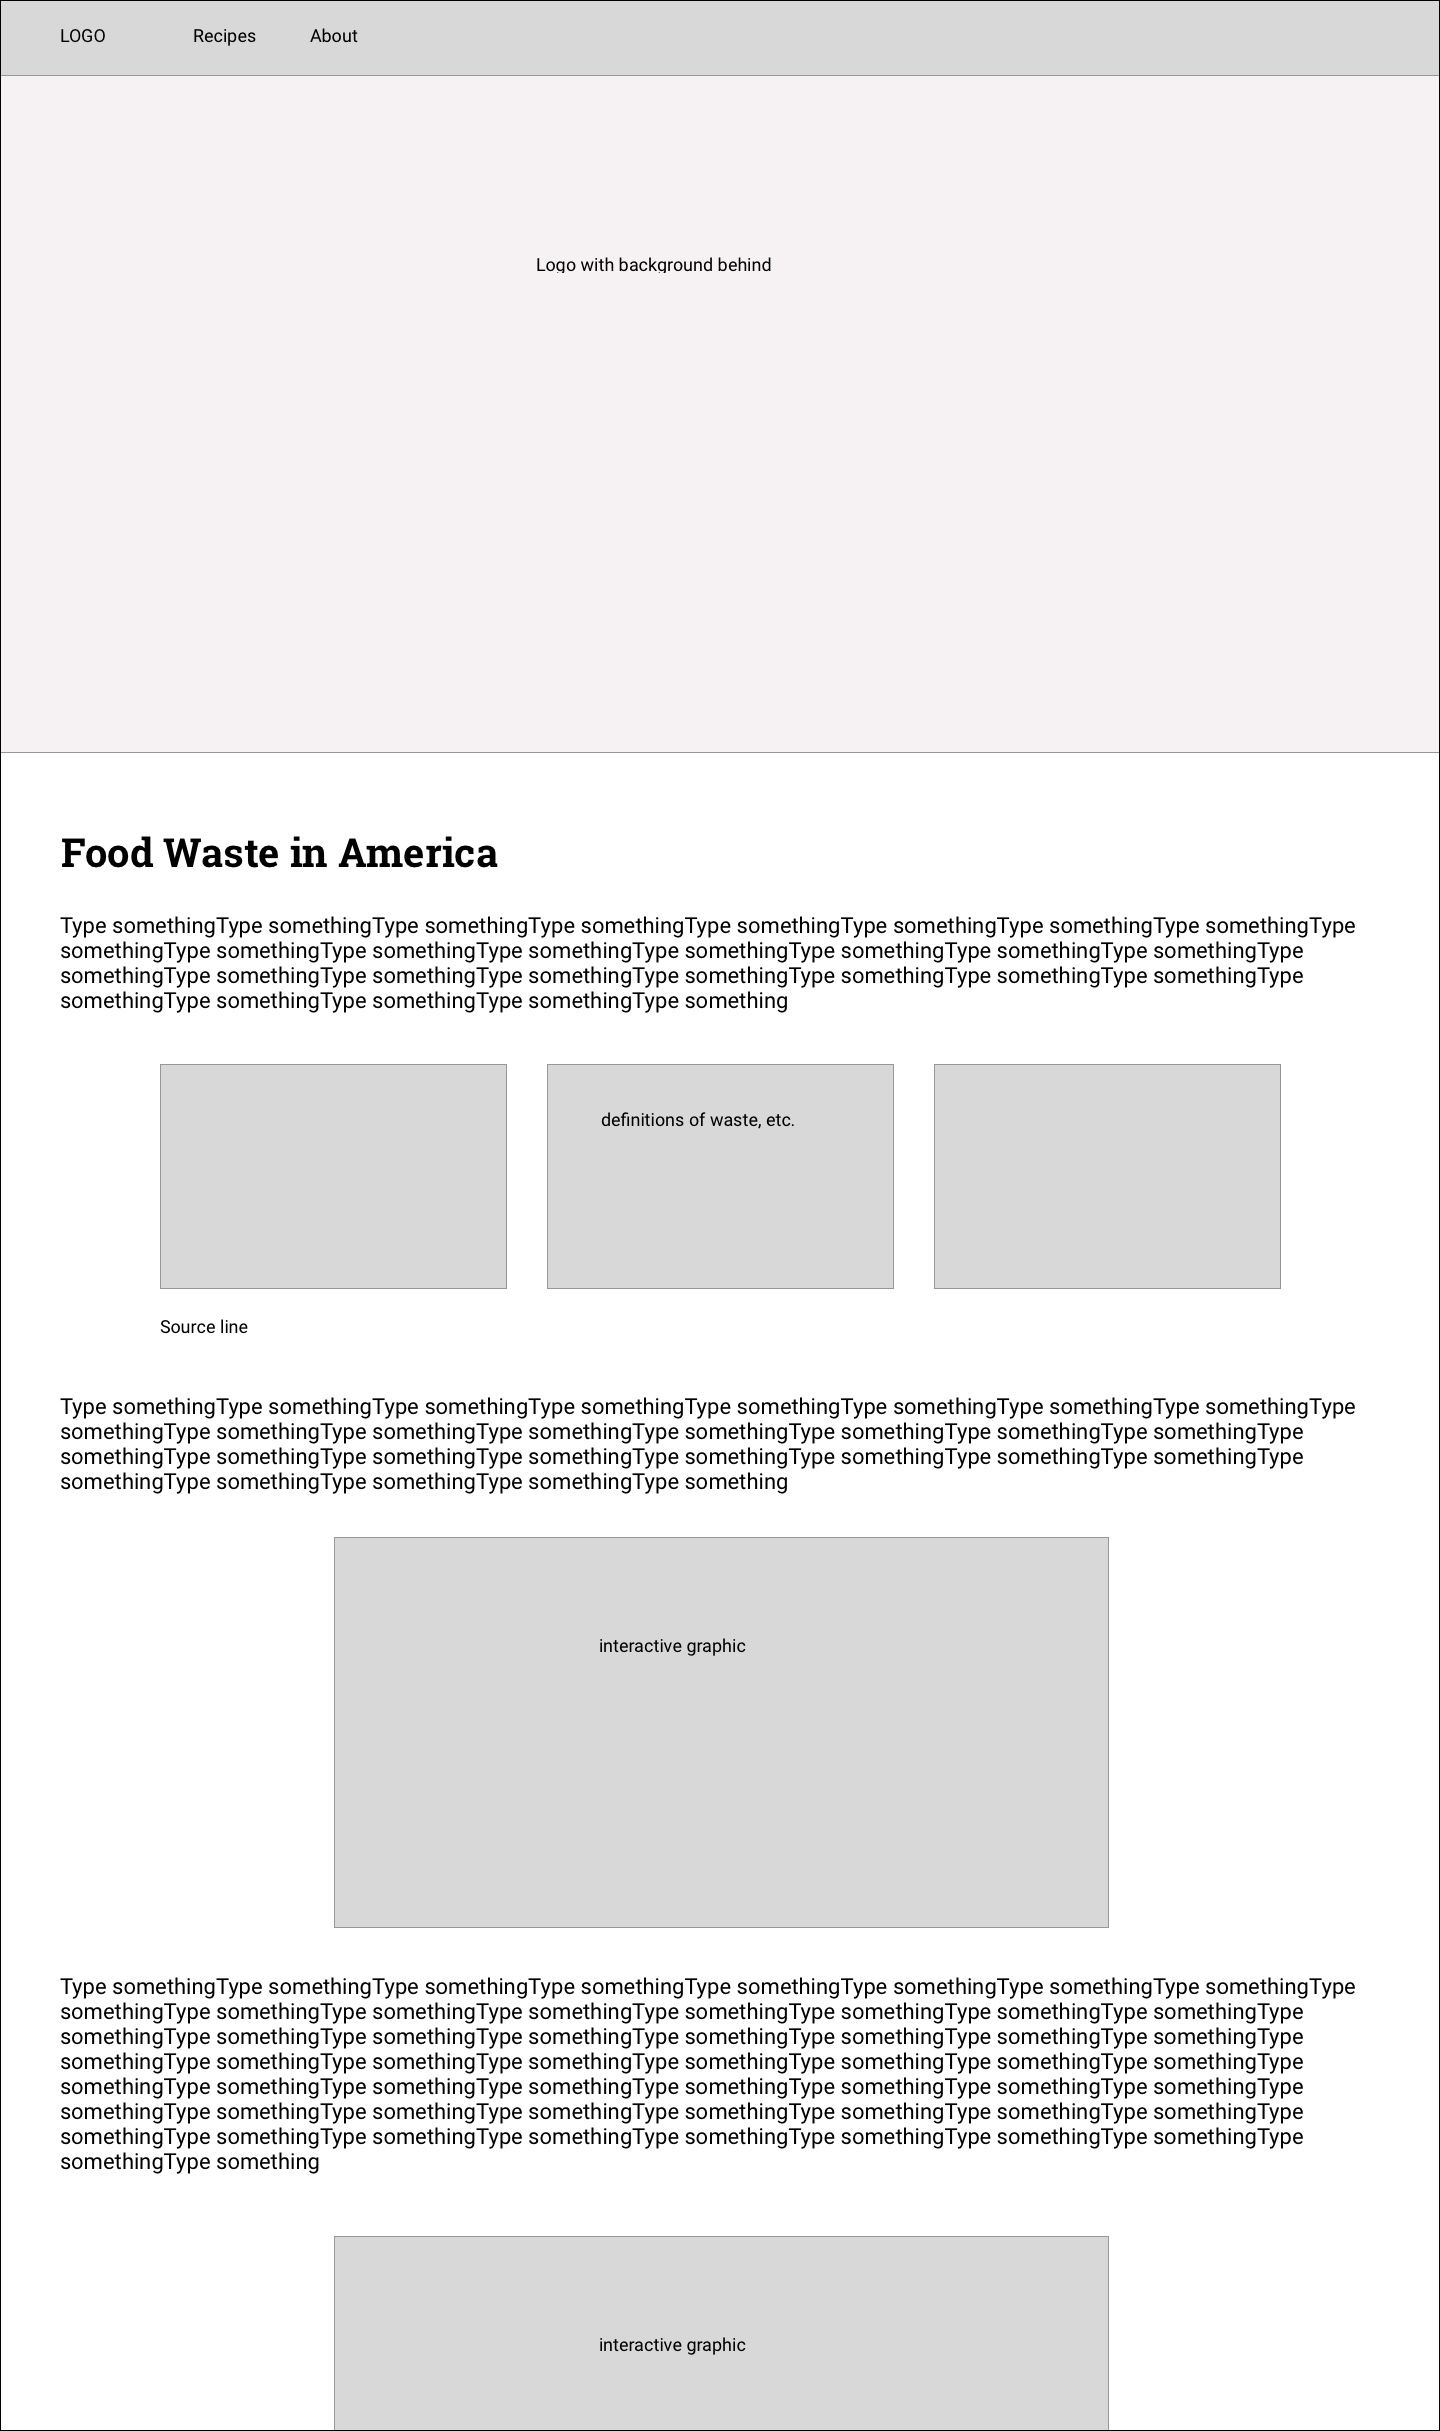 LOGO Recipes About
Logo with background behind
Food Waste in America
Type somethingType somethingType somethingType somethingType somethingType somethingType somethingType somethingType
somethingType somethingType somethingType somethingType somethingType somethingType somethingType somethingType
somethingType somethingType somethingType somethingType somethingType somethingType somethingType somethingType
somethingType somethingType somethingType somethingType something
definitions of waste, etc.
Source line
Type somethingType somethingType somethingType somethingType somethingType somethingType somethingType somethingType
somethingType somethingType somethingType somethingType somethingType somethingType somethingType somethingType
somethingType somethingType somethingType somethingType somethingType somethingType somethingType somethingType
somethingType somethingType somethingType somethingType something
interactive graphic
Type somethingType somethingType somethingType somethingType somethingType somethingType somethingType somethingType
somethingType somethingType somethingType somethingType somethingType somethingType somethingType somethingType
somethingType somethingType somethingType somethingType somethingType somethingType somethingType somethingType
somethingType somethingType somethingType somethingType somethingType somethingType somethingType somethingType
somethingType somethingType somethingType somethingType somethingType somethingType somethingType somethingType
somethingType somethingType somethingType somethingType somethingType somethingType somethingType somethingType
somethingType somethingType somethingType somethingType somethingType somethingType somethingType somethingType
somethingType something
interactive graphic